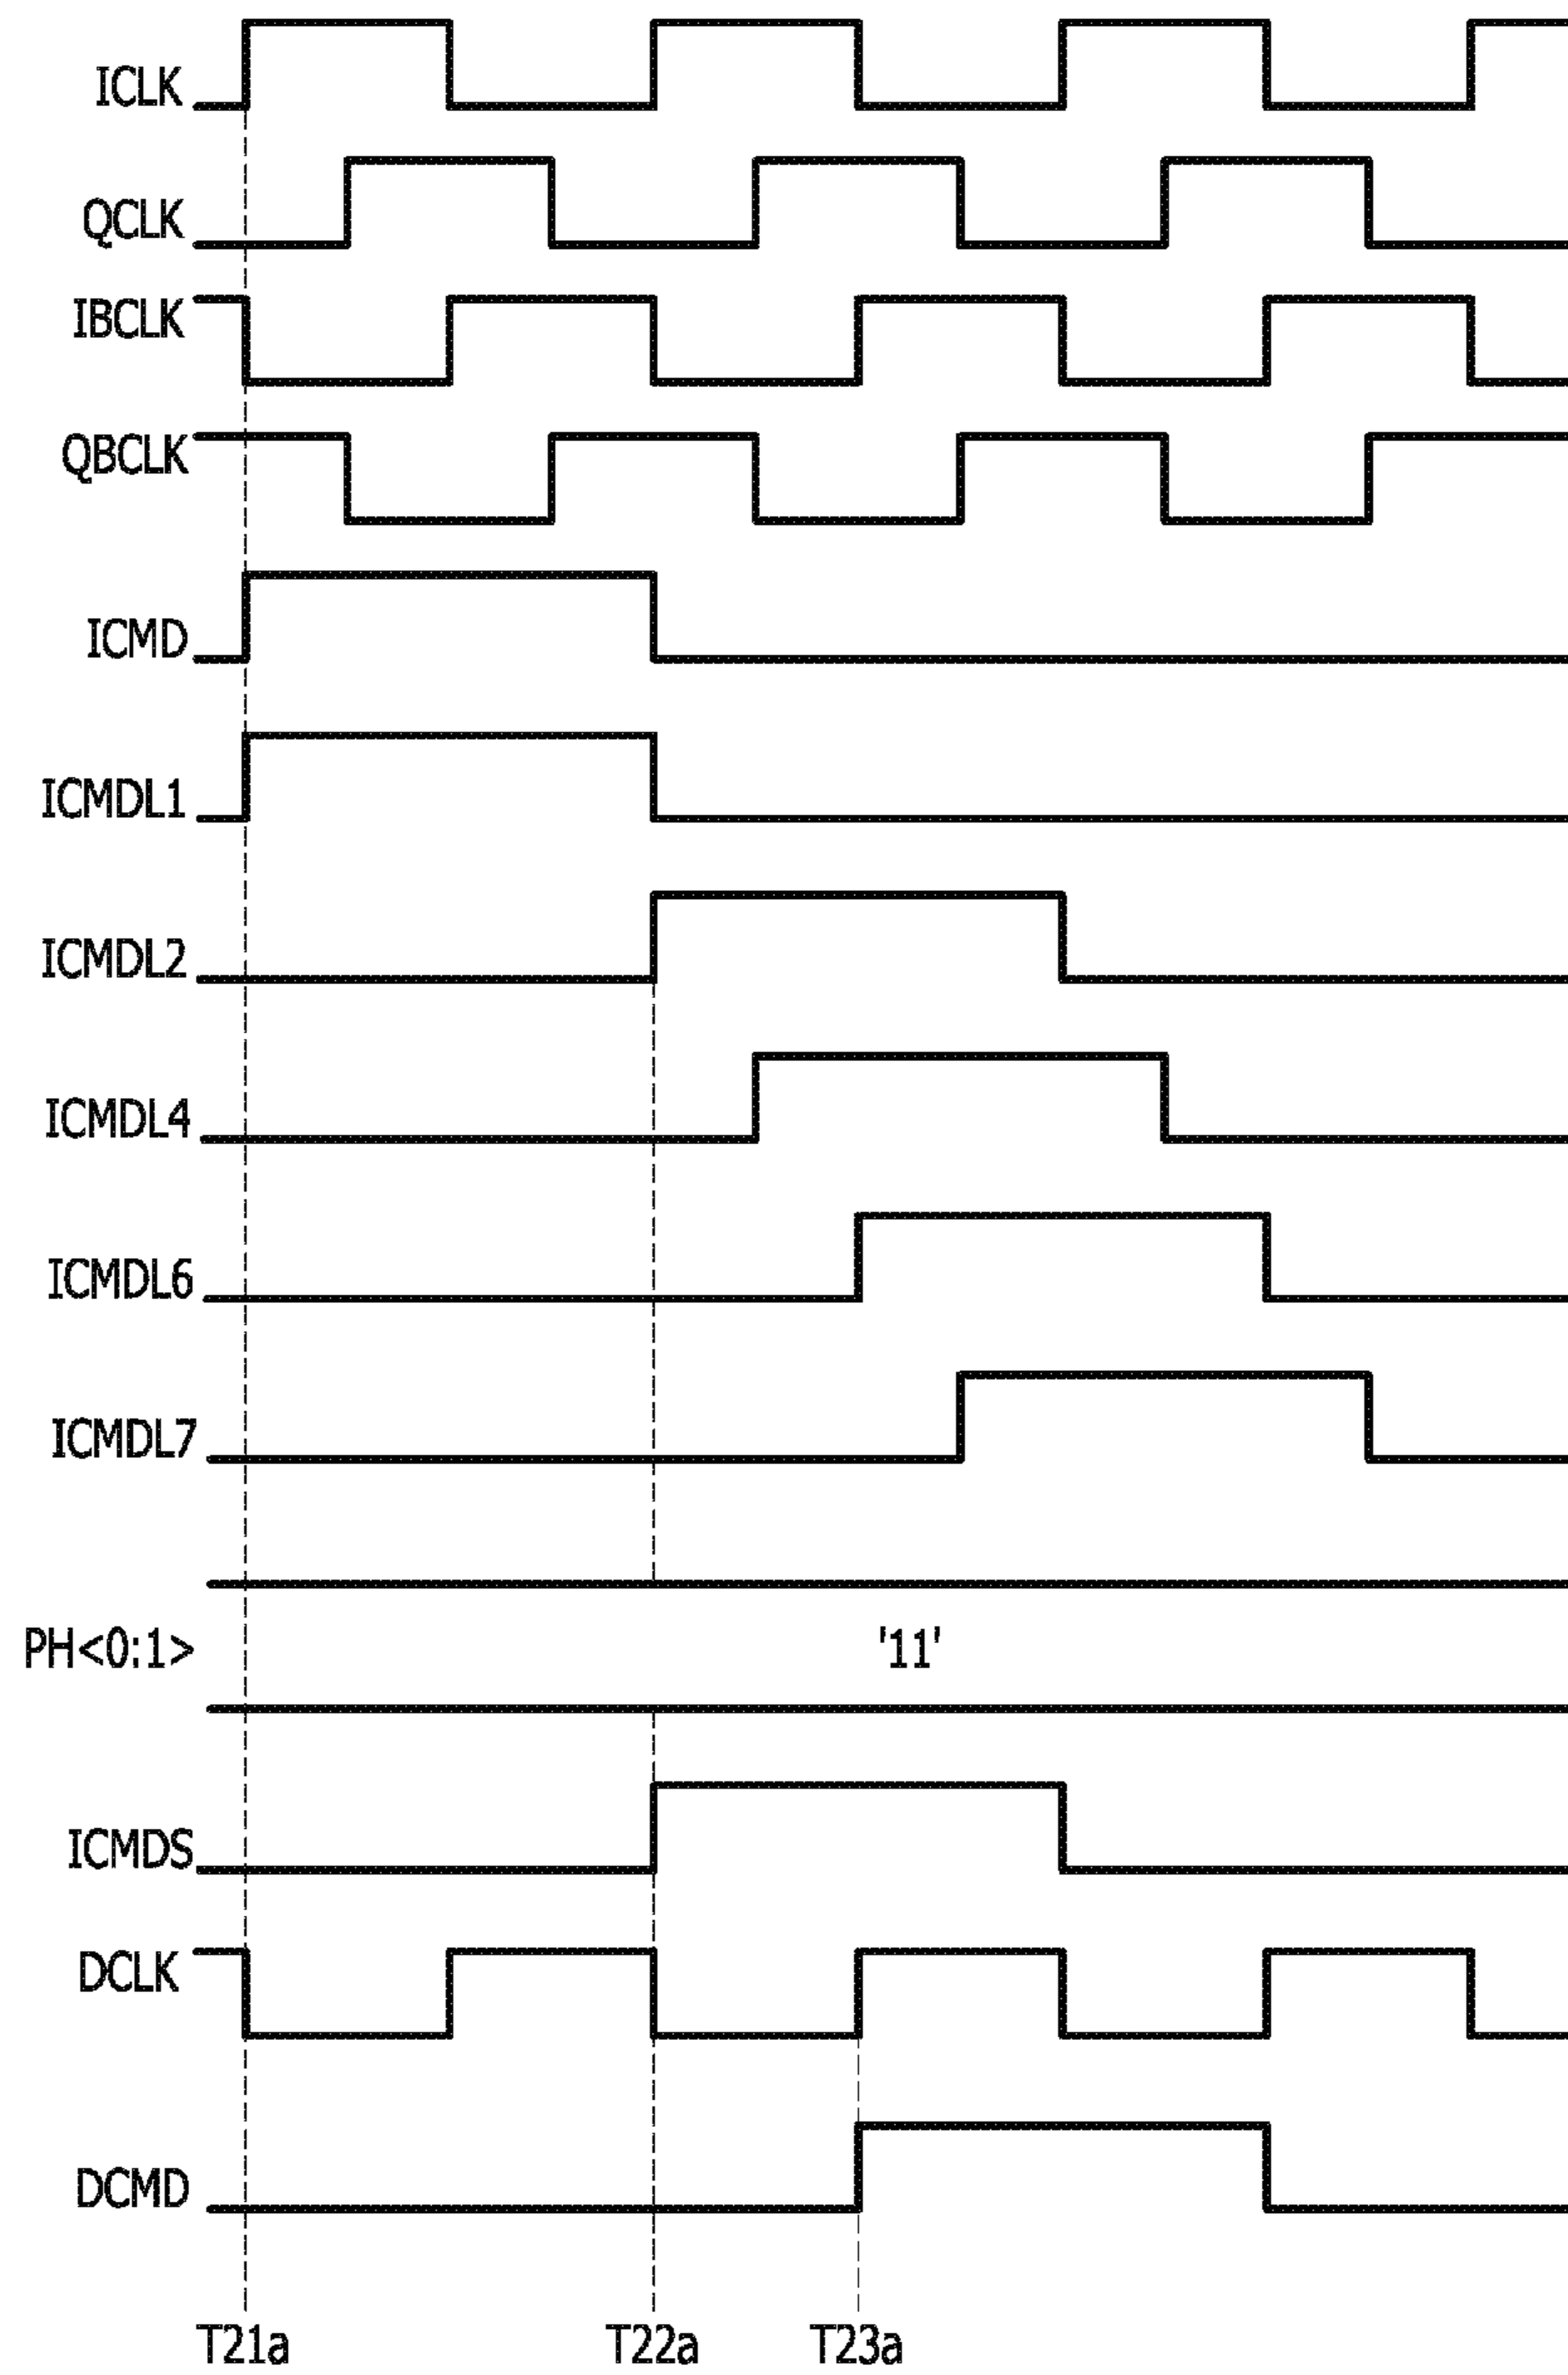 ICLK
QCLK
IBCLK
QBCLK
ICMD
ICMDL1
ICMDL2
ICMDL4
ICMDL6
ICMDL7
PH<0:1> '11'
ICMDS
DCLK
DCMD
T21a T22a T23a